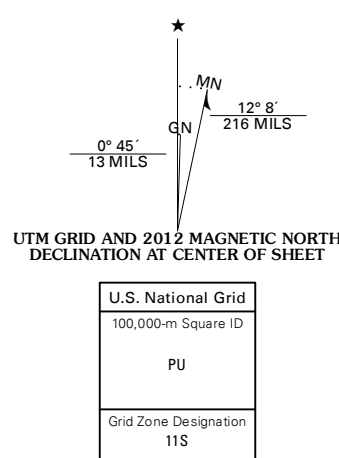 ★
MN
GN
12° 8´
216 MILS
0° 45´
13 MILS
UTM GRID AND 2012 MAGNETIC NORTH
DECLINATION AT CENTER OF SHEET
U.S. National Grid
100,000-m Square ID
PU
Grid Zone Designation
11S